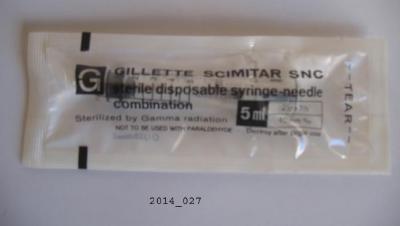 G GILLETTE SCIMITAR SNC
sterile disposable syringe-needle
combination
5 ml
Sterilized by Gamma radiation
NOT TO BE USED WITH PARALDEHYDE
Destroy after single use
TEAR
2014_027